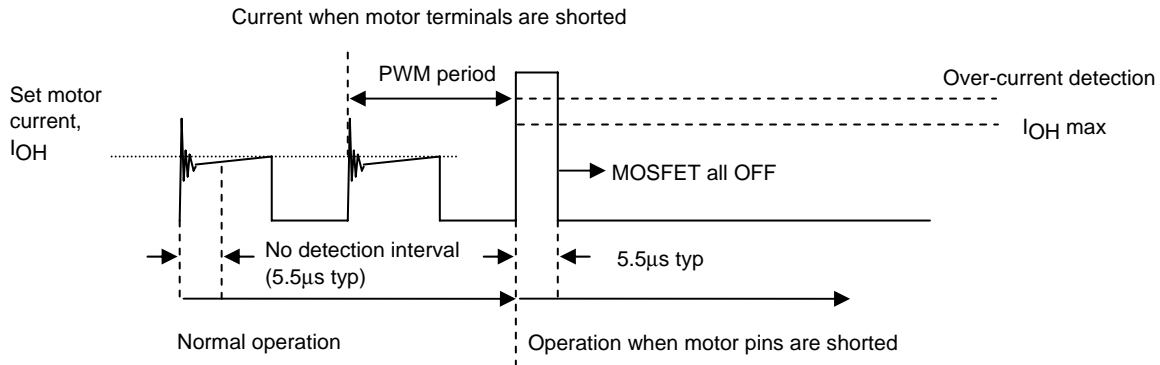 Current when motor terminals are shorted
PWM period
Over-current detection
Set motor
current,
IOH
IOH max
MOSFET all OFF
No detection interval
(5.5μs typ)
5.5μs typ
Normal operation
Operation when motor pins are shorted